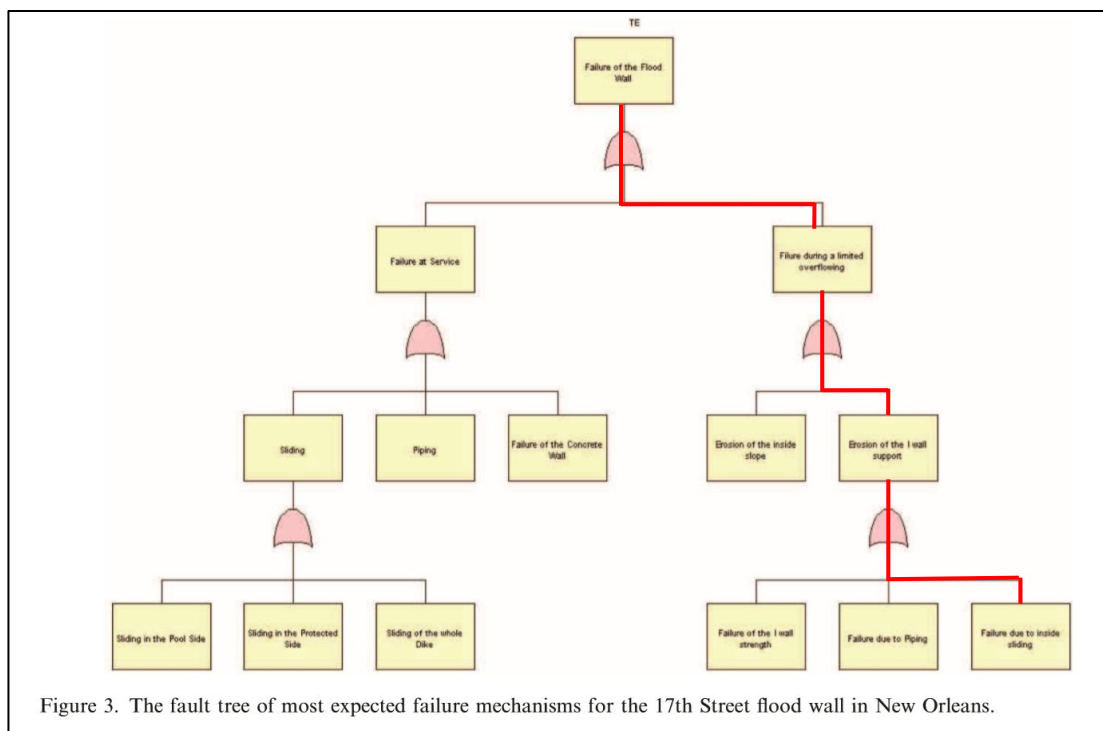 TE
Failure of the Flood
Wall
Failure at Service
Filure during a limited
overflowing
Sliding
Piping
Failure of the Concrete
Wall
Erosion of the inside
slope
Erosion of the I wall
support
Sliding in the Pool Side
Sliding in the Protected
Side
Sliding of the whole
Dike
Failure of the I wall
strength
Failure due to Piping
Failure due to inside
sliding
Figure 3. The fault tree of most expected failure mechanisms for the 17th Street flood wall in New Orleans.